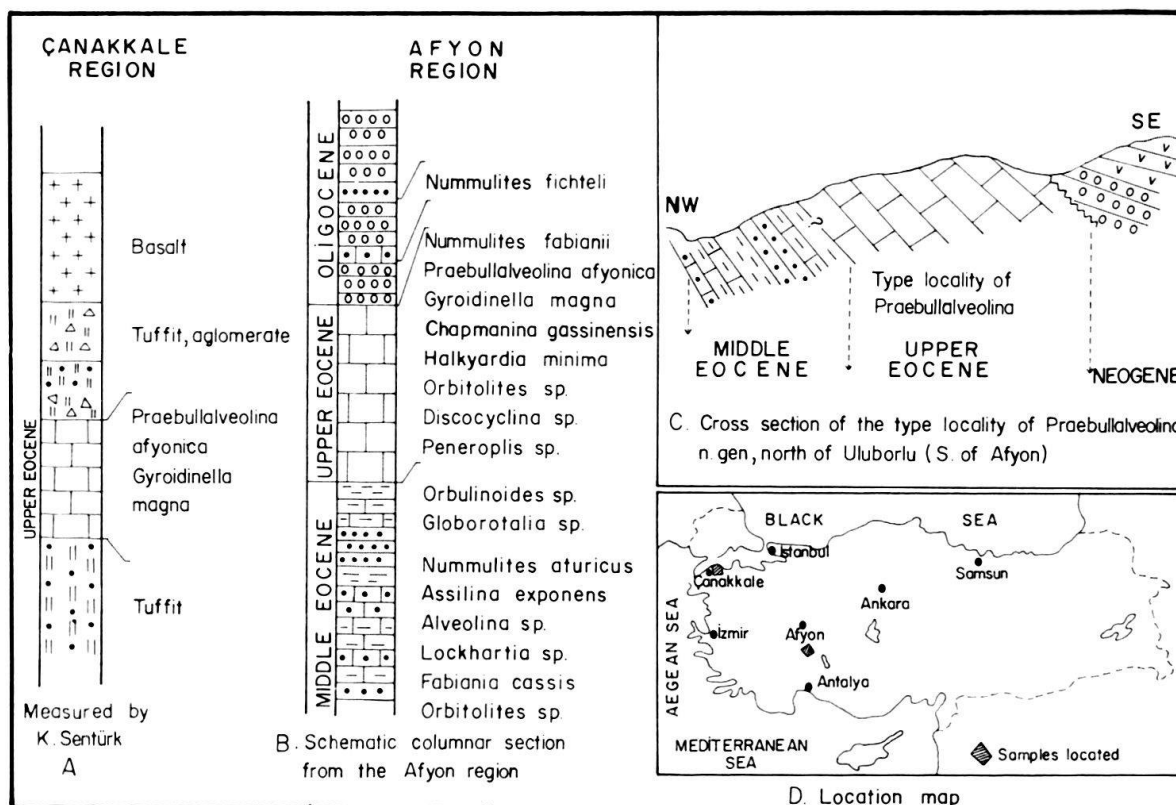 ÇANAKKALE
REGION
Basalt
Tuffit, aglomerate
Praebullalveolina
afyonica
Gyroidinella
magna
UPPER EOCENE
Tuffit
Measured by
K. Sentürk
A
AFYON
REGION
OLİGOCENE
UPPER EOCENE
MIDDLE EOCENE
Nummulites fichteli
Nummulites fabianii
Praebullalveolina afyonica
Gyroidinella magna
Chapmanina gassinensis
Halkyardia minima
Orbitolites sp.
Discocyclina sp.
Peneroplis sp.
Orbulinoides sp.
Globorotalia sp.
Nummulites aturicus
Assilina exponens
Alveolina sp.
Lockhartia sp.
Fabiania cassis
Orbitolites sp.
B. Schematic columnar section
from the Afyon region
NW
SE
?
Type locality of
Praebullalveolina
MIDDLE
EOCENE
UPPER
EOCENE
NEOGENE
C. Cross section of the type locality of Praebullalveolina
n. gen, north of Uluborlu (S. of Afyon)
BLACK SEA
İstanbul
Samsun
Çanakkale
Ankara
AEGEAN SEA
İzmir
Afyon
Antalya
MEDİTERRANEAN
SEA
Samples located
D. Location map